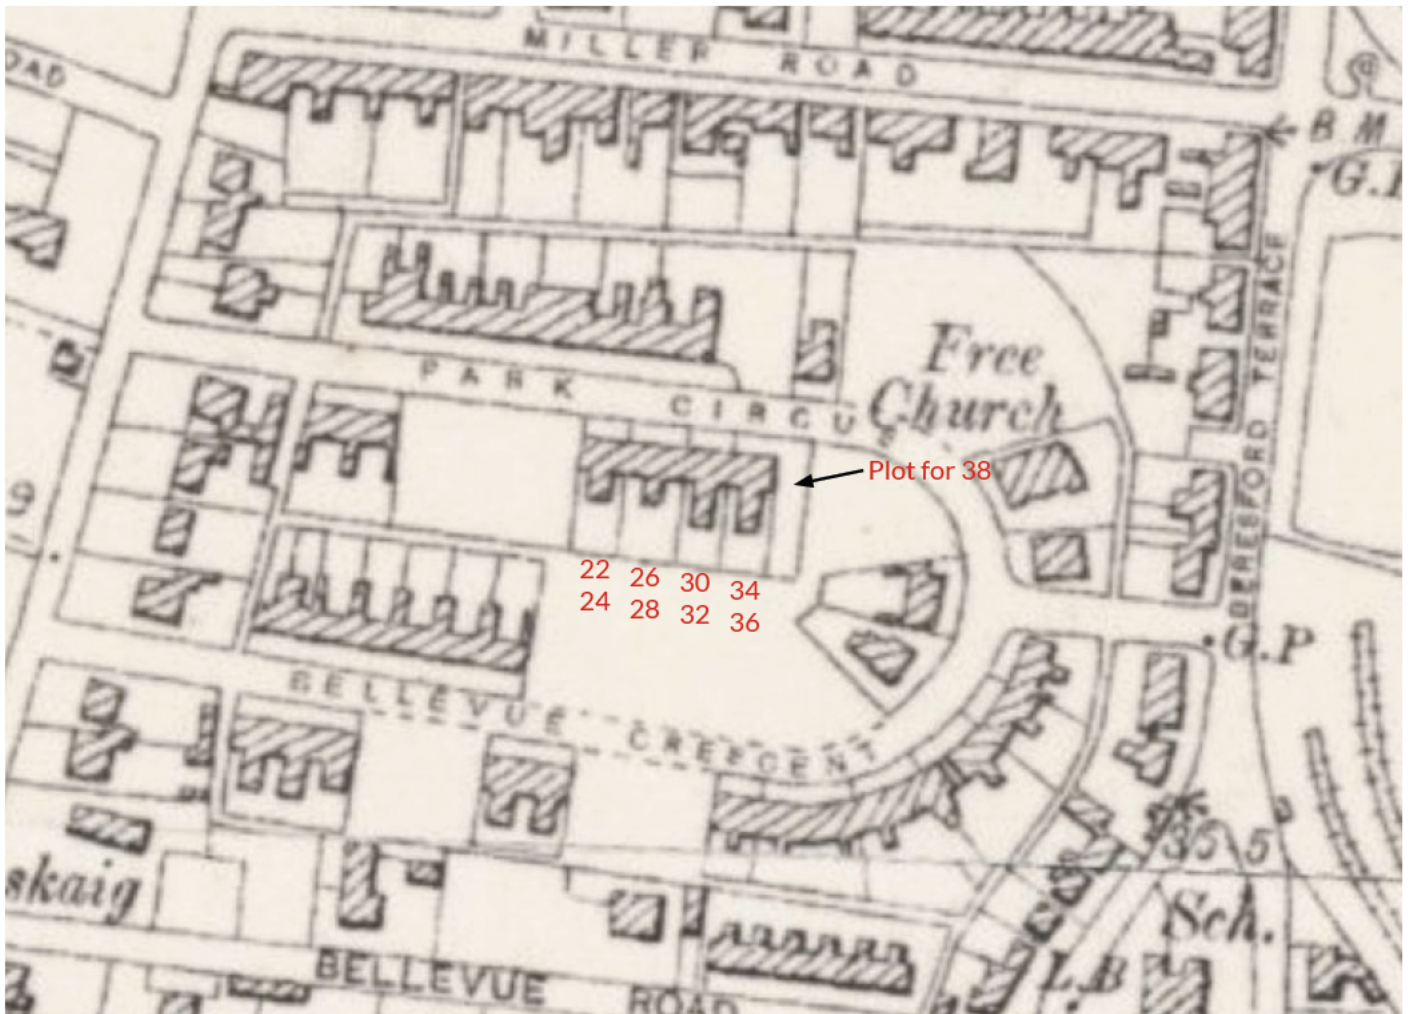 MILLER ROAD
OAD
B M
G.P
PARK CIRCUS
Free
Church
BERESFORD TERRACE
Plot for 38
22 26 30 34
24 28 32 36
G.P
BELLEVUE CRESCENT
35·5
skaig
Sch.
L.B
BELLEVUE
ROAD